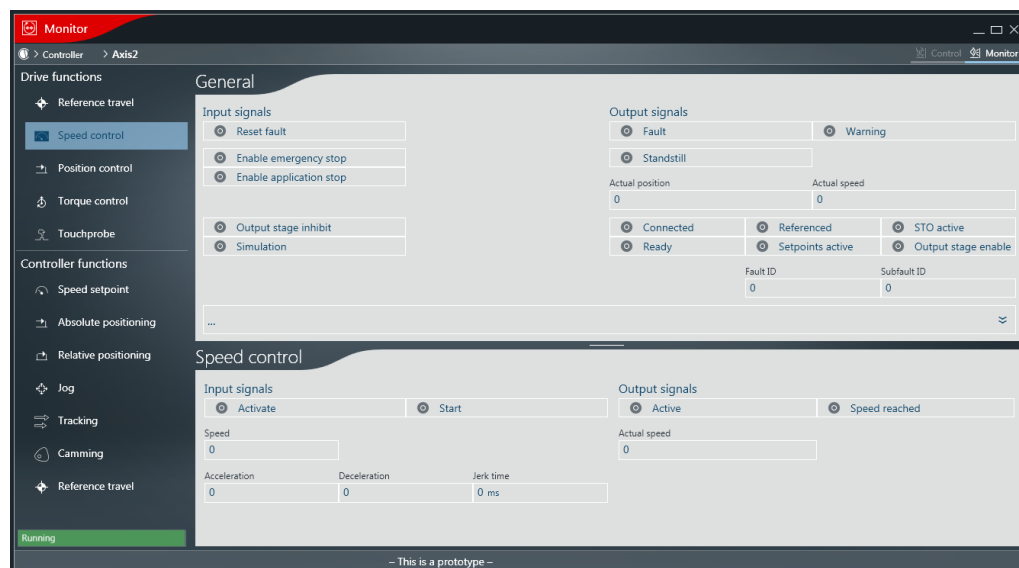 Monitor
> Controller > Axis2
Control Monitor
Drive functions
Reference travel
Speed control
Position control
Torque control
Touchprobe
Controller functions
Speed setpoint
Absolute positioning
Relative positioning
Jog
Tracking
Camming
Reference travel
Running
General
Input signals
Reset fault
Enable emergency stop
Enable application stop
Output stage inhibit
Simulation
Output signals
Fault Warning
Standstill
Actual position Actual speed
0 0
Connected Referenced STO active
Ready Setpoints active Output stage enable
Fault ID Subfault ID
0 0
...
Speed control
Input signals
Activate Start
Speed
0
Acceleration Deceleration Jerk time
0 0 0 ms
Output signals
Active Speed reached
Actual speed
0
– This is a prototype –